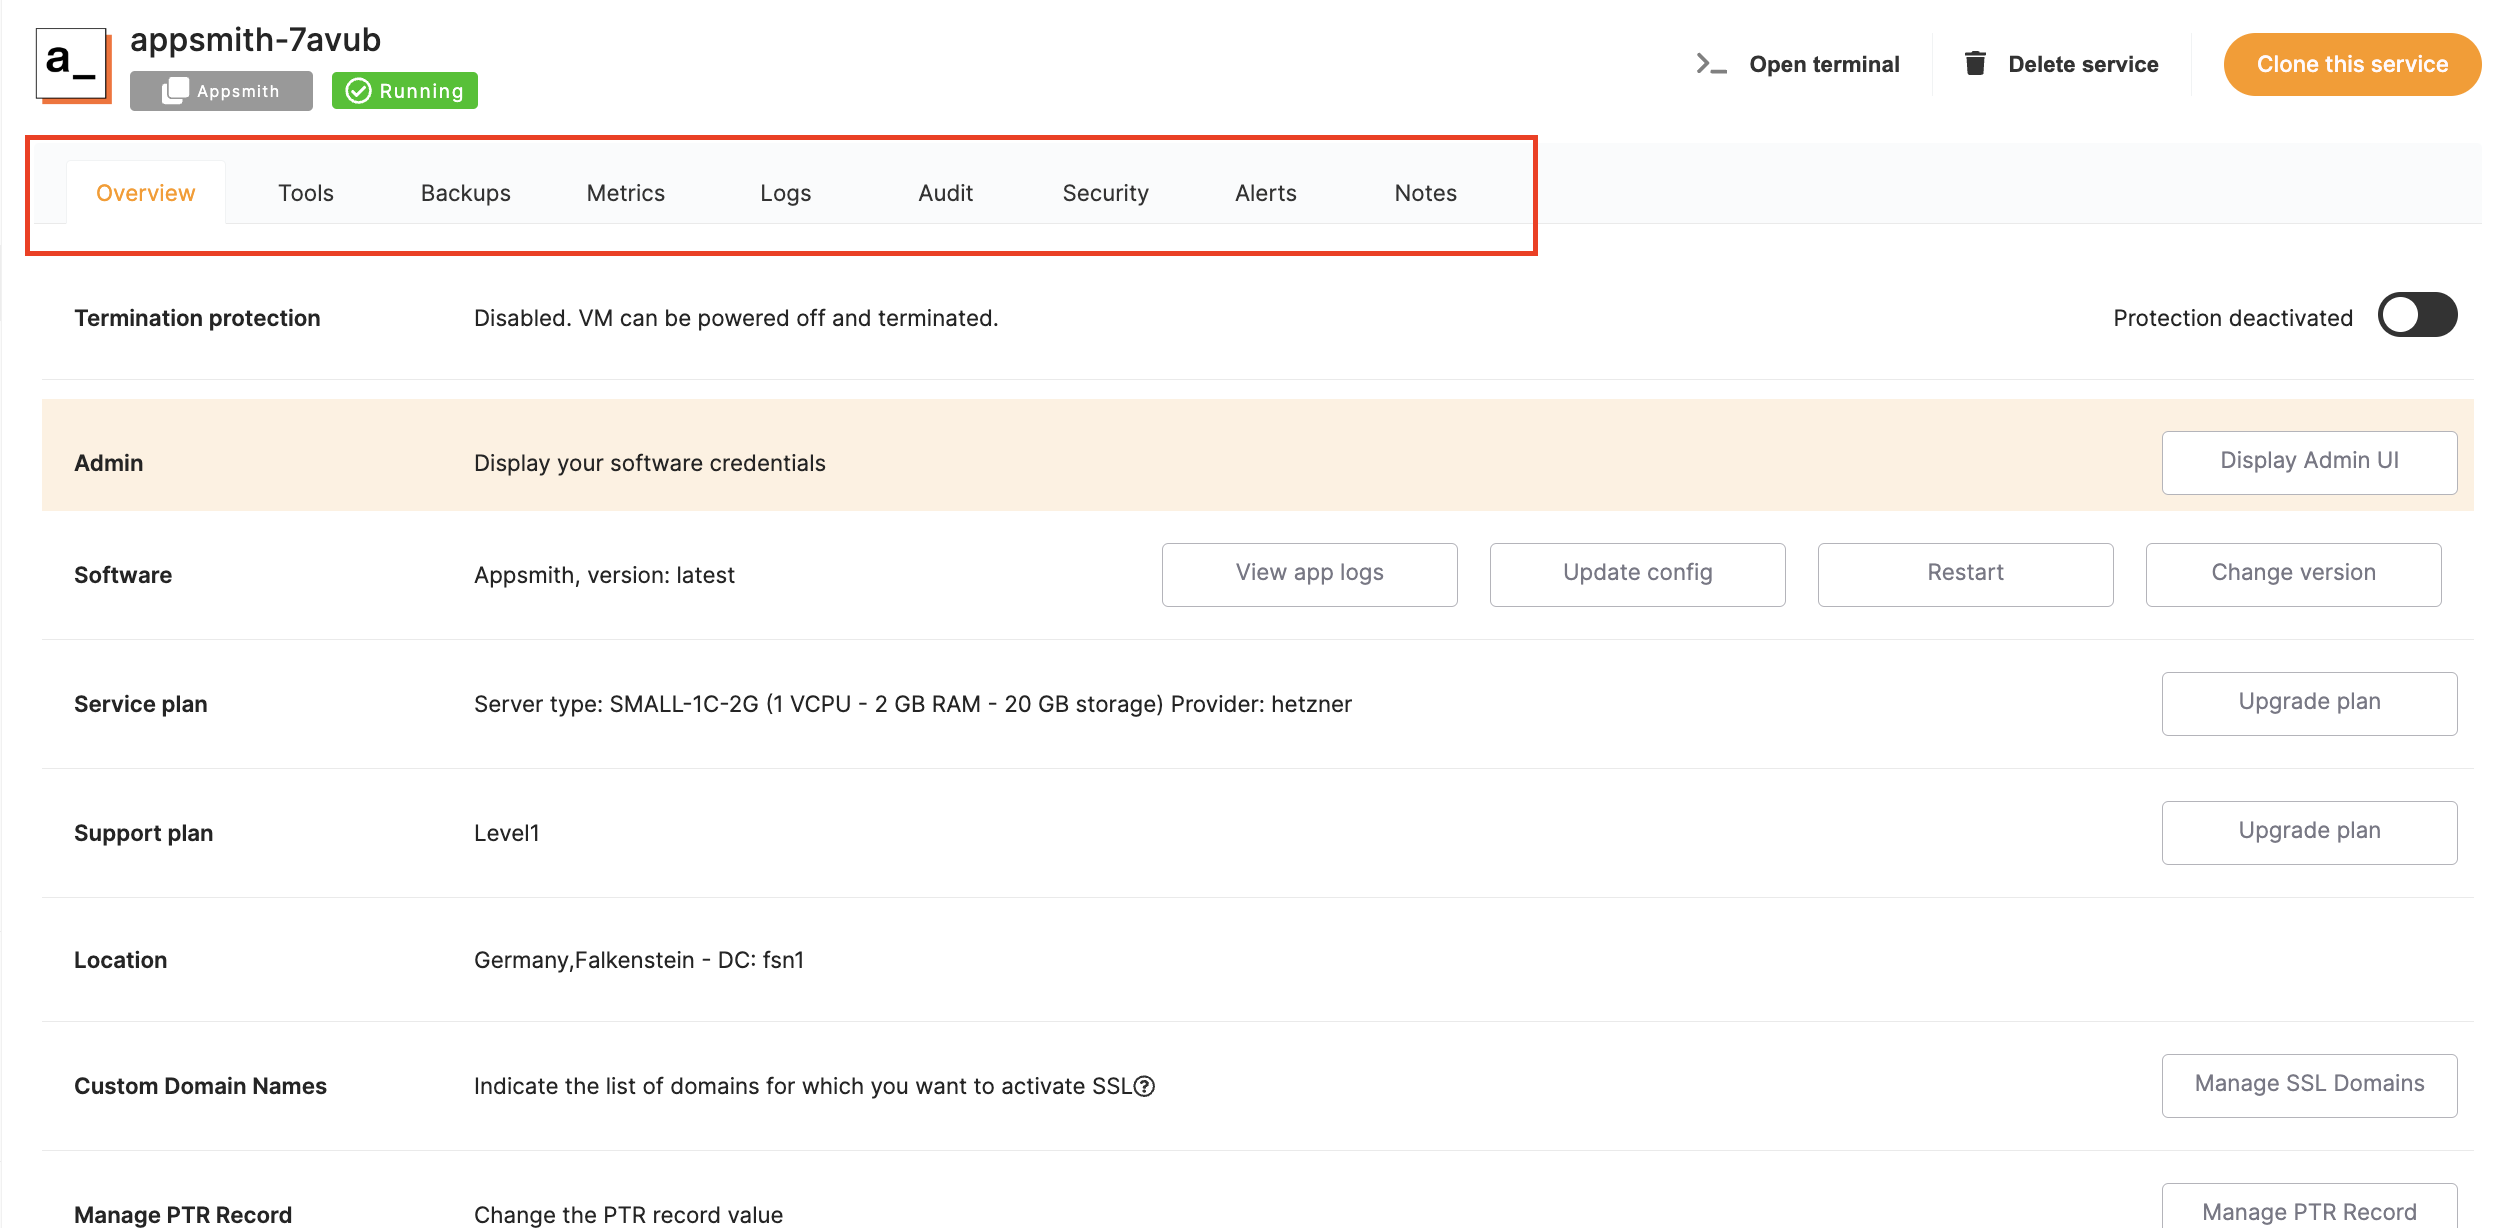 a_
appsmith-7avub
Appsmith
Running
Open terminal
Delete service
Clone this service
Overview Tools Backups Metrics Logs Audit Security Alerts Notes
Termination protection Disabled. VM can be powered off and terminated. Protection deactivated
Admin Display your software credentials Display Admin UI
Software Appsmith, version: latest View app logs Update config Restart Change version
Service plan Server type: SMALL-1C-2G (1 VCPU - 2 GB RAM - 20 GB storage) Provider: hetzner Upgrade plan
Support plan Level1 Upgrade plan
Location Germany,Falkenstein - DC: fsn1
Custom Domain Names Indicate the list of domains for which you want to activate SSL Manage SSL Domains
Manage PTR Record Change the PTR record value Manage PTR Record